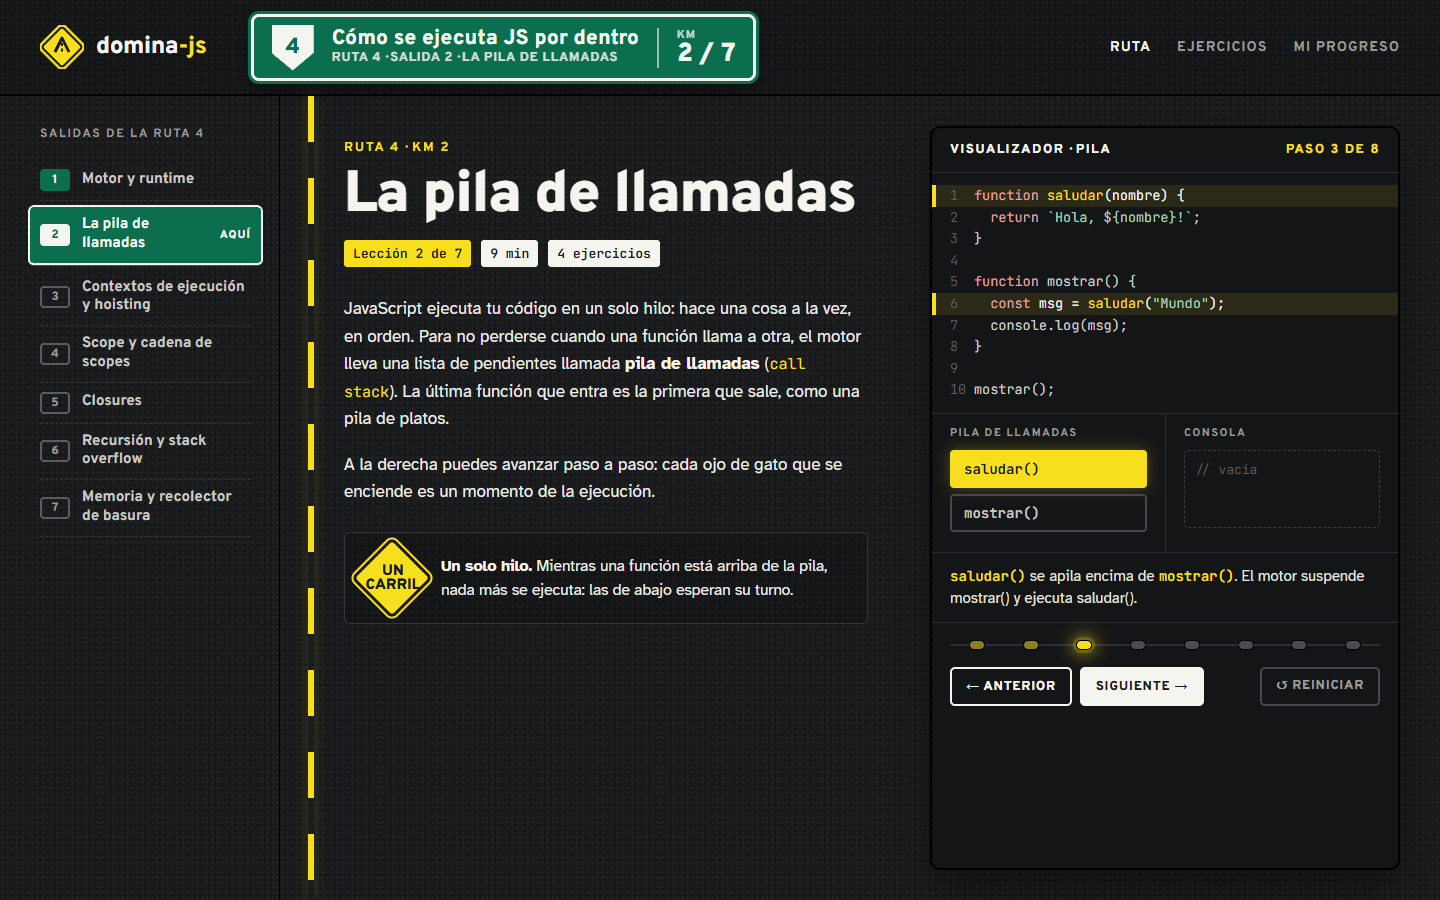 domina-js
4
Cómo se ejecuta JS por dentro
RUTA 4 · SALIDA 2 · LA PILA DE LLAMADAS
KM
2 / 7
RUTA
EJERCICIOS
MI PROGRESO
SALIDAS DE LA RUTA 4
1 Motor y runtime
2 La pila de
llamadas AQUÍ
3 Contextos de ejecución
y hoisting
4 Scope y cadena de
scopes
5 Closures
6 Recursión y stack
overflow
7 Memoria y recolector
de basura
RUTA 4 · KM 2
La pila de llamadas
Lección 2 de 7
9 min
4 ejercicios
JavaScript ejecuta tu código en un solo hilo: hace una cosa a la vez,
en orden. Para no perderse cuando una función llama a otra, el motor
lleva una lista de pendientes llamada pila de llamadas (call
stack). La última función que entra es la primera que sale, como una
pila de platos.
A la derecha puedes avanzar paso a paso: cada ojo de gato que se
enciende es un momento de la ejecución.
UN
CARRIL
Un solo hilo. Mientras una función está arriba de la pila,
nada más se ejecuta: las de abajo esperan su turno.
VISUALIZADOR · PILA
PASO 3 DE 8
1 function saludar(nombre) {
2   return `Hola, ${nombre}!`;
3 }
4
5 function mostrar() {
6   const msg = saludar("Mundo");
7   console.log(msg);
8 }
9
10 mostrar();
PILA DE LLAMADAS
saludar()
mostrar()
CONSOLA
// vacia
saludar() se apila encima de mostrar(). El motor suspende
mostrar() y ejecuta saludar().
← ANTERIOR
SIGUIENTE →
↺ REINICIAR